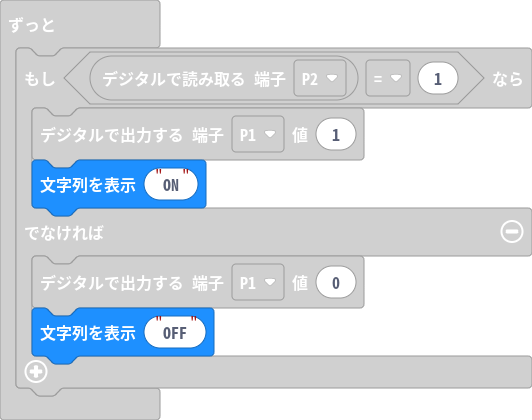 ずっと
もし デジタルで読み取る 端子 P2 = 1 なら
デジタルで出力する 端子 P1 値 1
文字列を表示 "ON"
でなければ
デジタルで出力する 端子 P1 値 0
文字列を表示 "OFF"